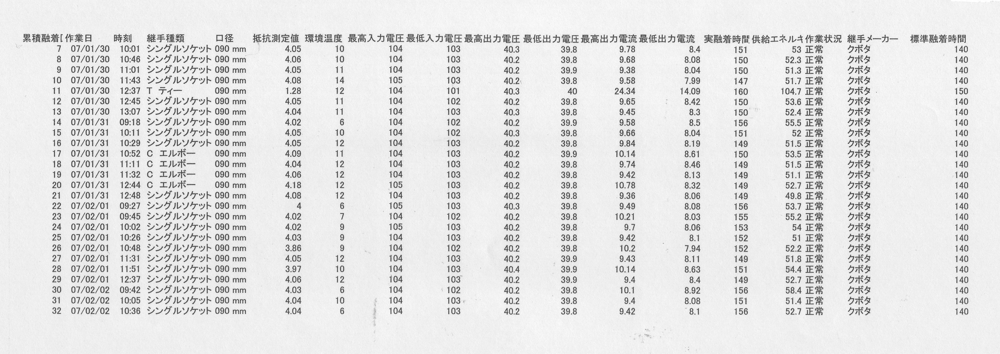 累積融着[ 作業日 時刻 継手種類 口径 抵抗測定値 環境温度 最高入力電圧 最低入力電圧 最高出力電圧 最低出力電圧 最高出力電流 最低出力電流 実融着時間 供給エネルキ 作業状況 継手メーカー 標準融着時間
7 07/01/30 10:01 シングルソケット 090 mm 4.05 10 104 103 40.3 39.8 9.78 8.4 151 53 正常 クボタ 140
8 07/01/30 10:46 シングルソケット 090 mm 4.06 10 104 103 40.2 39.8 9.68 8.08 150 52.3 正常 クボタ 140
9 07/01/30 11:01 シングルソケット 090 mm 4.05 11 104 103 40.2 39.9 9.38 8.04 150 51.3 正常 クボタ 140
10 07/01/30 11:43 シングルソケット 090 mm 4.08 14 105 103 40.2 39.8 9.58 7.99 147 51.7 正常 クボタ 140
11 07/01/30 12:37 T ティー 090 mm 1.28 12 104 101 40.3 40 24.34 14.09 160 104.7 正常 クボタ 150
12 07/01/30 12:45 シングルソケット 090 mm 4.05 11 104 102 40.2 39.8 9.65 8.42 150 53.6 正常 クボタ 140
13 07/01/30 13:07 シングルソケット 090 mm 4.04 11 104 103 40.3 39.8 9.45 8.3 150 52.4 正常 クボタ 140
14 07/01/31 09:18 シングルソケット 090 mm 4.02 6 104 102 40.2 39.9 9.58 8.5 156 55.5 正常 クボタ 140
15 07/01/31 10:11 シングルソケット 090 mm 4.05 10 104 102 40.3 39.8 9.66 8.04 151 52 正常 クボタ 140
16 07/01/31 10:29 シングルソケット 090 mm 4.05 12 104 103 40.2 39.8 9.84 8.19 149 51.5 正常 クボタ 140
17 07/01/31 10:52 C エルボー 090 mm 4.09 11 104 103 40.2 39.9 10.14 8.61 150 53.5 正常 クボタ 140
18 07/01/31 11:11 C エルボー 090 mm 4.04 12 104 103 40.2 39.8 9.74 8.46 149 51.5 正常 クボタ 140
19 07/01/31 11:32 C エルボー 090 mm 4.06 12 104 103 40.2 39.8 9.42 8.13 149 51.1 正常 クボタ 140
20 07/01/31 12:44 C エルボー 090 mm 4.18 12 105 103 40.2 39.8 10.78 8.32 149 52.7 正常 クボタ 140
21 07/01/31 12:48 シングルソケット 090 mm 4.08 12 104 103 40.2 39.8 9.36 8.06 149 49.8 正常 クボタ 140
22 07/02/01 09:27 シングルソケット 090 mm 4 6 105 103 40.3 39.8 9.49 8.08 156 53.7 正常 クボタ 140
23 07/02/01 09:45 シングルソケット 090 mm 4.02 7 104 102 40.2 39.8 10.21 8.03 155 55.2 正常 クボタ 140
24 07/02/01 10:02 シングルソケット 090 mm 4.02 9 105 103 40.2 39.8 9.7 8.06 153 54 正常 クボタ 140
25 07/02/01 10:26 シングルソケット 090 mm 4.03 9 104 103 40.2 39.8 9.42 8.1 152 51 正常 クボタ 140
26 07/02/01 10:48 シングルソケット 090 mm 3.86 9 104 102 40.2 39.8 10.2 7.94 152 52.2 正常 クボタ 140
27 07/02/01 11:31 シングルソケット 090 mm 4.05 12 104 103 40.2 39.9 9.43 8.11 149 51.8 正常 クボタ 140
28 07/02/01 11:51 シングルソケット 090 mm 3.97 10 104 103 40.4 39.9 10.14 8.63 151 54.4 正常 クボタ 140
29 07/02/01 12:37 シングルソケット 090 mm 4.06 12 104 103 40.2 39.9 9.4 8.4 149 52.7 正常 クボタ 140
30 07/02/02 09:42 シングルソケット 090 mm 4.03 6 104 102 40.2 39.8 10.1 8.92 156 58.4 正常 クボタ 140
31 07/02/02 10:05 シングルソケット 090 mm 4.04 10 104 103 40.2 39.8 9.4 8.08 151 51.4 正常 クボタ 140
32 07/02/02 10:36 シングルソケット 090 mm 4.04 6 104 103 40.2 39.8 9.42 8.1 156 52.7 正常 クボタ 140